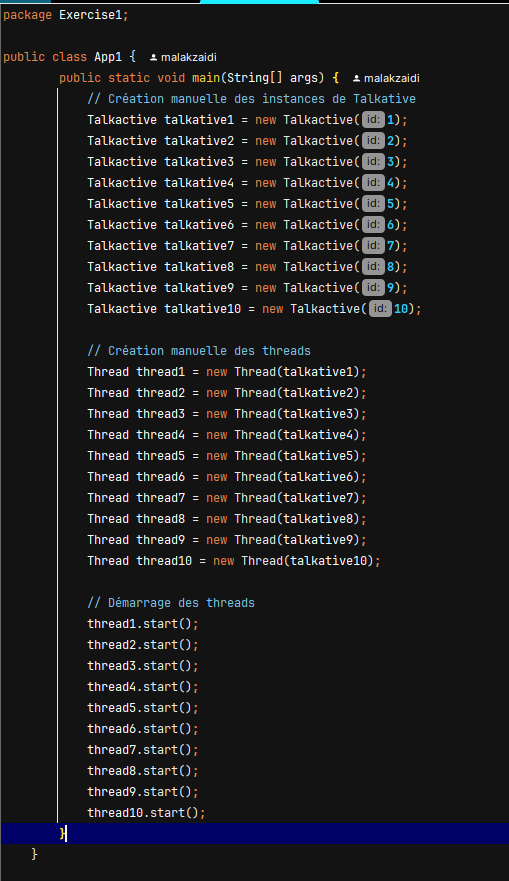 package Exercise1;
public class App1 { malakzaidi
public static void main(String[] args) { malakzaidi
// Création manuelle des instances de Talkative
Talkactive talkative1 = new Talkactive( id: 1);
Talkactive talkative2 = new Talkactive( id: 2);
Talkactive talkative3 = new Talkactive( id: 3);
Talkactive talkative4 = new Talkactive( id: 4);
Talkactive talkative5 = new Talkactive( id: 5);
Talkactive talkative6 = new Talkactive( id: 6);
Talkactive talkative7 = new Talkactive( id: 7);
Talkactive talkative8 = new Talkactive( id: 8);
Talkactive talkative9 = new Talkactive( id: 9);
Talkactive talkative10 = new Talkactive( id: 10);
// Création manuelle des threads
Thread thread1 = new Thread(talkative1);
Thread thread2 = new Thread(talkative2);
Thread thread3 = new Thread(talkative3);
Thread thread4 = new Thread(talkative4);
Thread thread5 = new Thread(talkative5);
Thread thread6 = new Thread(talkative6);
Thread thread7 = new Thread(talkative7);
Thread thread8 = new Thread(talkative8);
Thread thread9 = new Thread(talkative9);
Thread thread10 = new Thread(talkative10);
// Démarrage des threads
thread1.start();
thread2.start();
thread3.start();
thread4.start();
thread5.start();
thread6.start();
thread7.start();
thread8.start();
thread9.start();
thread10.start();
}
}